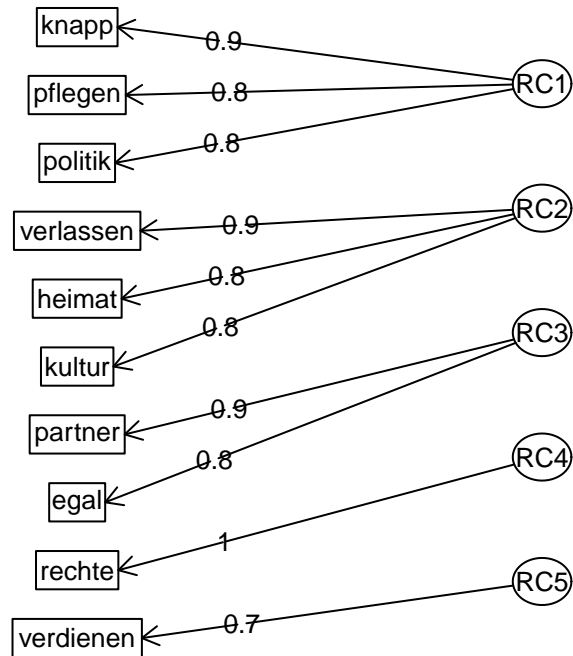 knapp
0.9
pflegen
0.8
RC1
politik
0.8
verlassen
0.9
RC2
heimat
0.8
kultur
0.8
RC3
partner
0.9
egal
0.8
RC4
rechte
1
RC5
verdienen
0.7